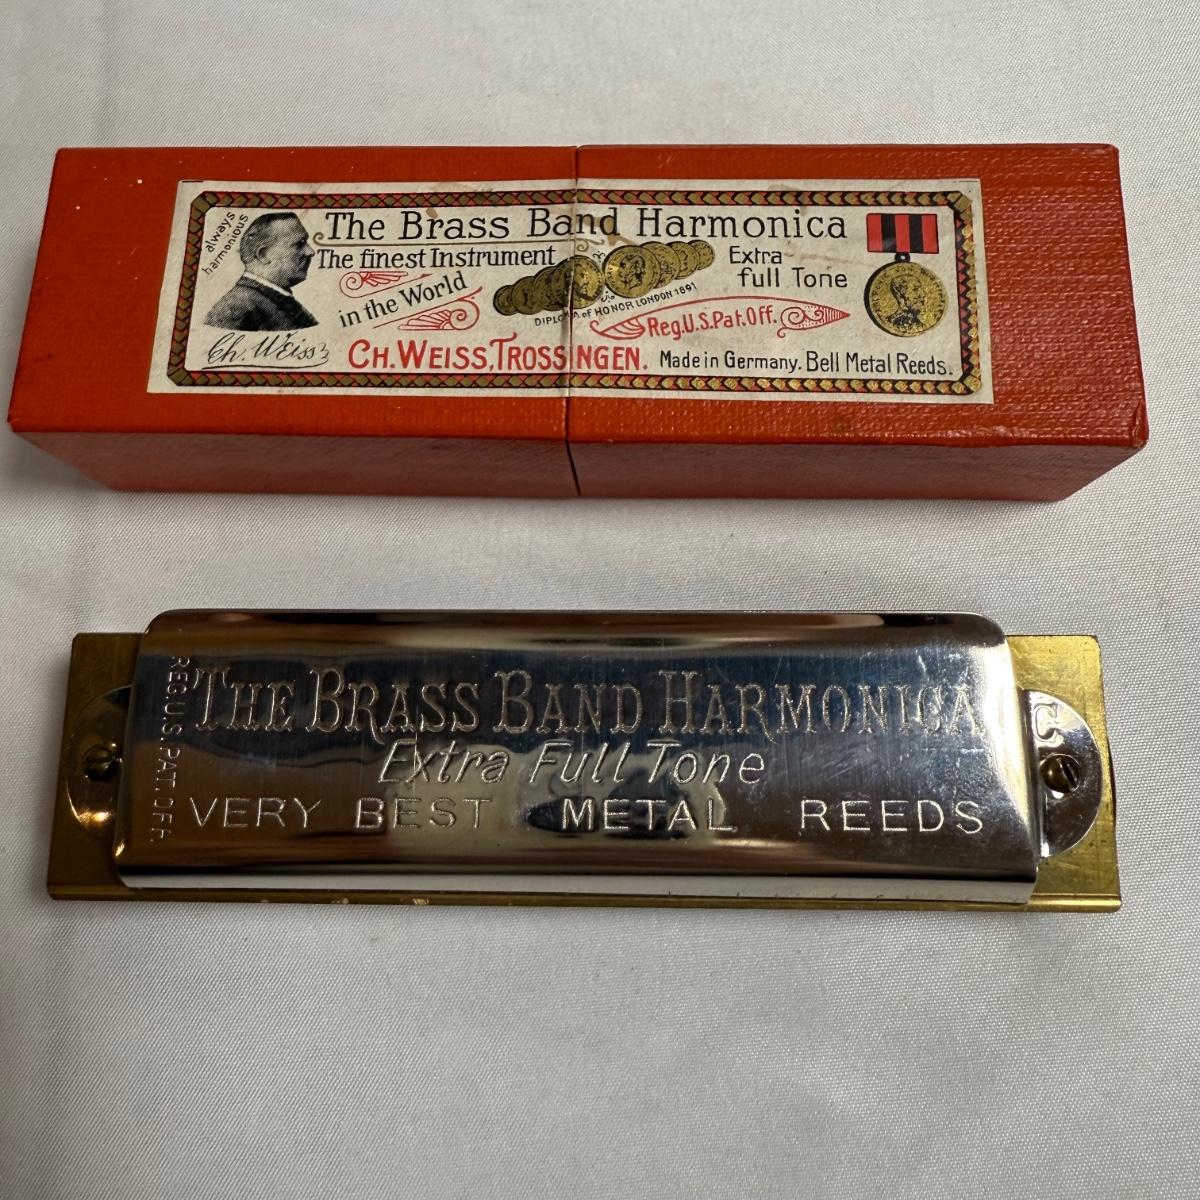 always
harmonious
The Brass Band Harmonica
The finest Instrument
in the World
Extra
full Tone
DIPLOMA of HONOR LONDON 1891
Reg.U.S.Pat.Off.
Ch. Weiss
CH. WEISS, TROSSINGEN. Made in Germany. Bell Metal Reeds.
REG. U.S. PAT. OFF.
THE BRASS BAND HARMONICA
Extra Full Tone
VERY BEST METAL REEDS
C